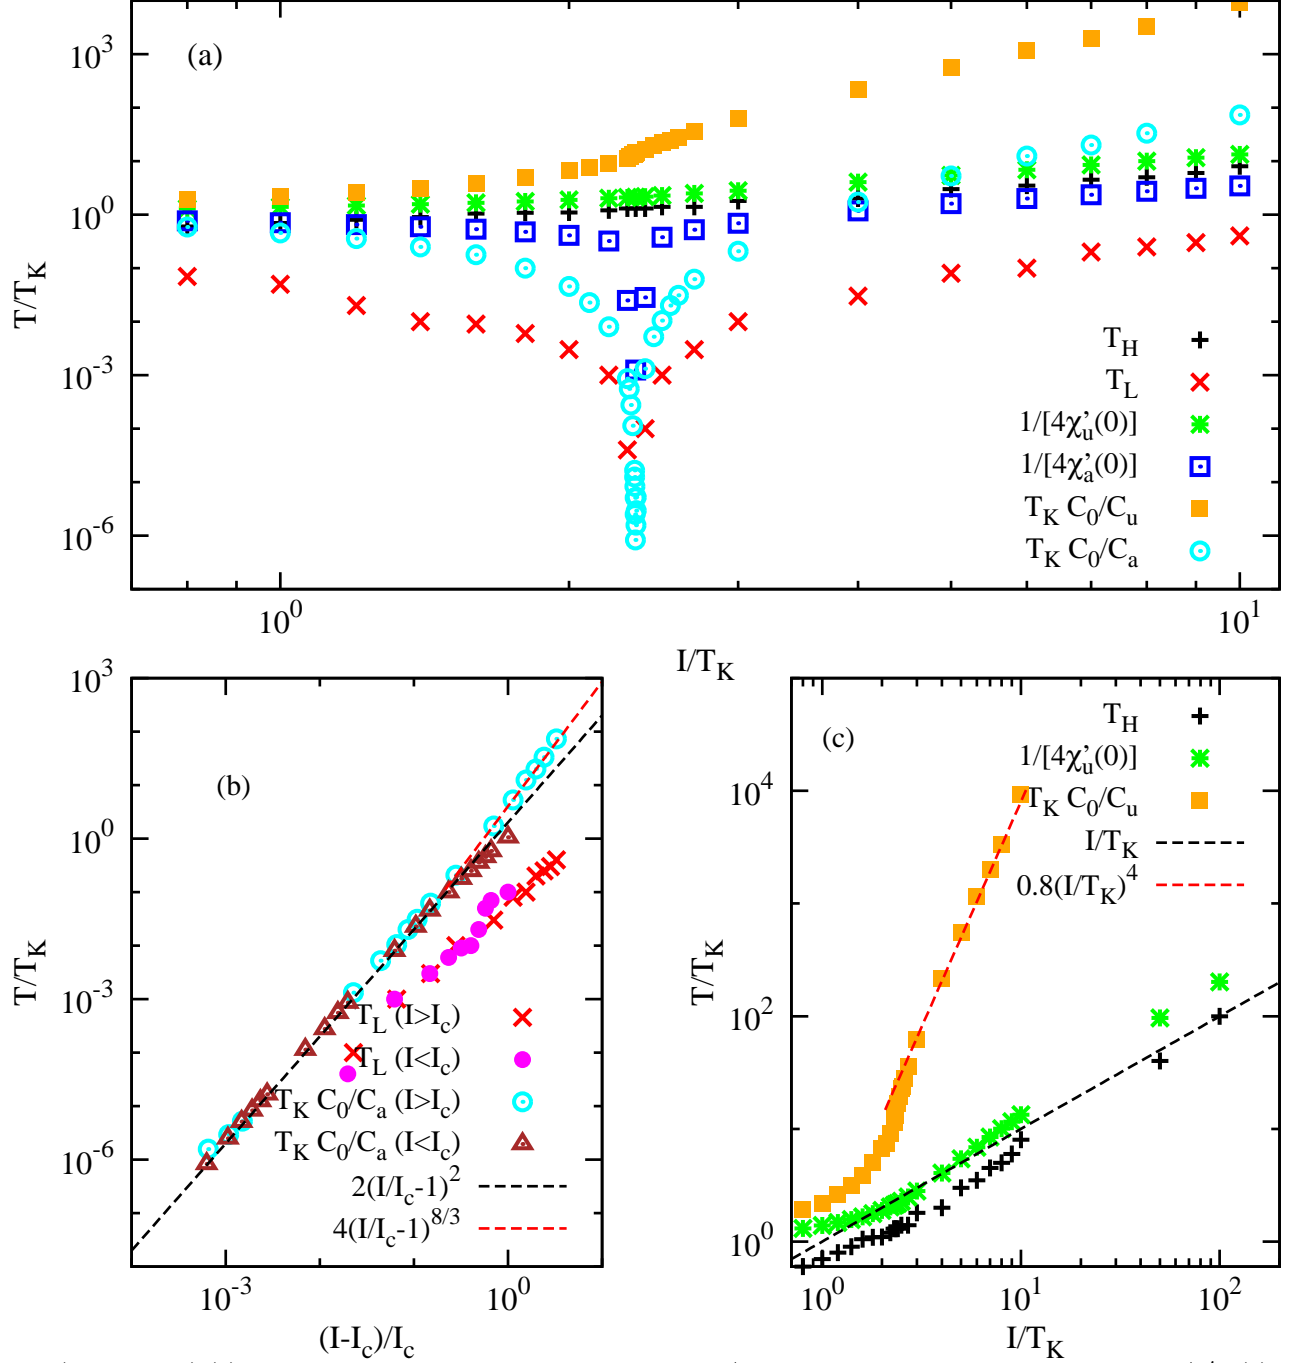 (a)
10^3
10^0
10^-3
10^-6
T/T_K
T_H
T_L
1/[4χ'_u(0)]
1/[4χ'_a(0)]
T_K C_0/C_u
T_K C_0/C_a
10^0
10^1
I/T_K
(b)
10^3
10^0
10^-3
10^-6
T/T_K
T_L (I>I_c)
T_L (I<I_c)
T_K C_0/C_a (I>I_c)
T_K C_0/C_a (I<I_c)
2(I/I_c-1)^2
4(I/I_c-1)^8/3
10^-3
10^0
(I-I_c)/I_c
(c)
T_H
1/[4χ'_u(0)]
T_K C_0/C_u
I/T_K
0.8(I/T_K)^4
10^4
10^2
10^0
T/T_K
10^0
10^1
10^2
I/T_K